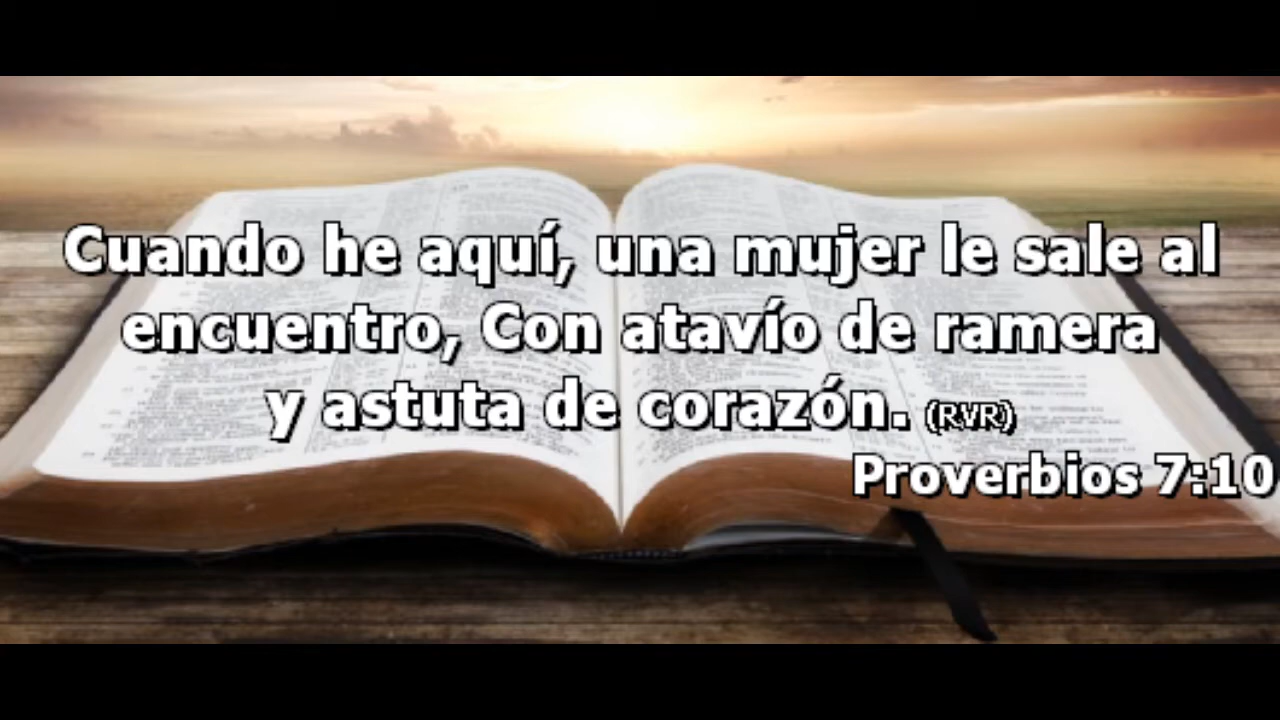 Cuando he aquí, una mujer le sale al
encuentro, Con atavío de ramera
y astuta de corazón. (RVR)
Proverbios 7:10